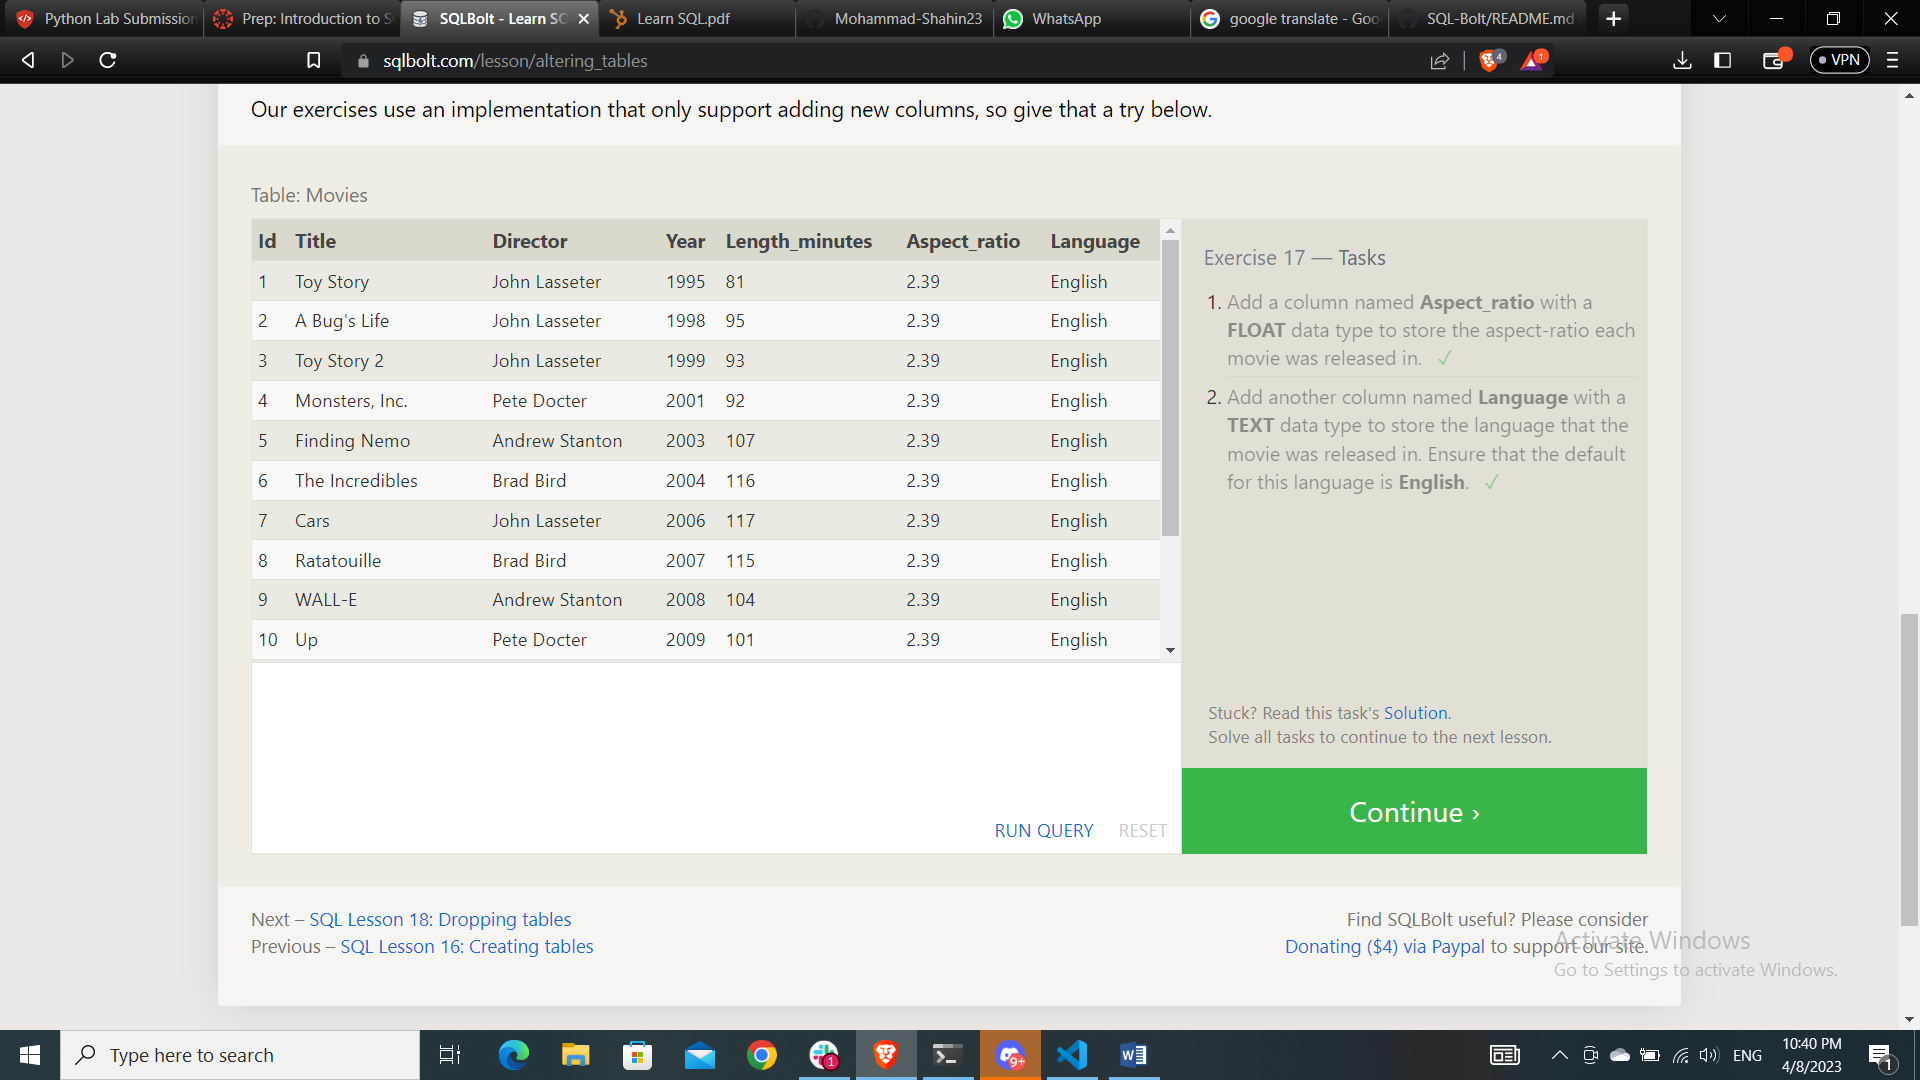 Python Lab Submission
Prep: Introduction to S
SQLBolt - Learn SQ
Learn SQL.pdf
Mohammad-Shahin23
WhatsApp
google translate - Goo
SQL-Bolt/README.md
sqlbolt.com/lesson/altering_tables
4
1
VPN
Our exercises use an implementation that only support adding new columns, so give that a try below.
Table: Movies
Id Title Director Year Length_minutes Aspect_ratio Language
1 Toy Story John Lasseter 1995 81 2.39 English
2 A Bug's Life John Lasseter 1998 95 2.39 English
3 Toy Story 2 John Lasseter 1999 93 2.39 English
4 Monsters, Inc. Pete Docter 2001 92 2.39 English
5 Finding Nemo Andrew Stanton 2003 107 2.39 English
6 The Incredibles Brad Bird 2004 116 2.39 English
7 Cars John Lasseter 2006 117 2.39 English
8 Ratatouille Brad Bird 2007 115 2.39 English
9 WALL-E Andrew Stanton 2008 104 2.39 English
10 Up Pete Docter 2009 101 2.39 English
RUN QUERY RESET
Exercise 17 — Tasks
1. Add a column named Aspect_ratio with a
FLOAT data type to store the aspect-ratio each
movie was released in. ✓
2. Add another column named Language with a
TEXT data type to store the language that the
movie was released in. Ensure that the default
for this language is English. ✓
Stuck? Read this task's Solution.
Solve all tasks to continue to the next lesson.
Continue ›
Next – SQL Lesson 18: Dropping tables
Previous – SQL Lesson 16: Creating tables
Find SQLBolt useful? Please consider
Donating ($4) via Paypal to support our site.
Activate Windows
Go to Settings to activate Windows.
Type here to search
1
9+
ENG
10:40 PM
4/8/2023
1